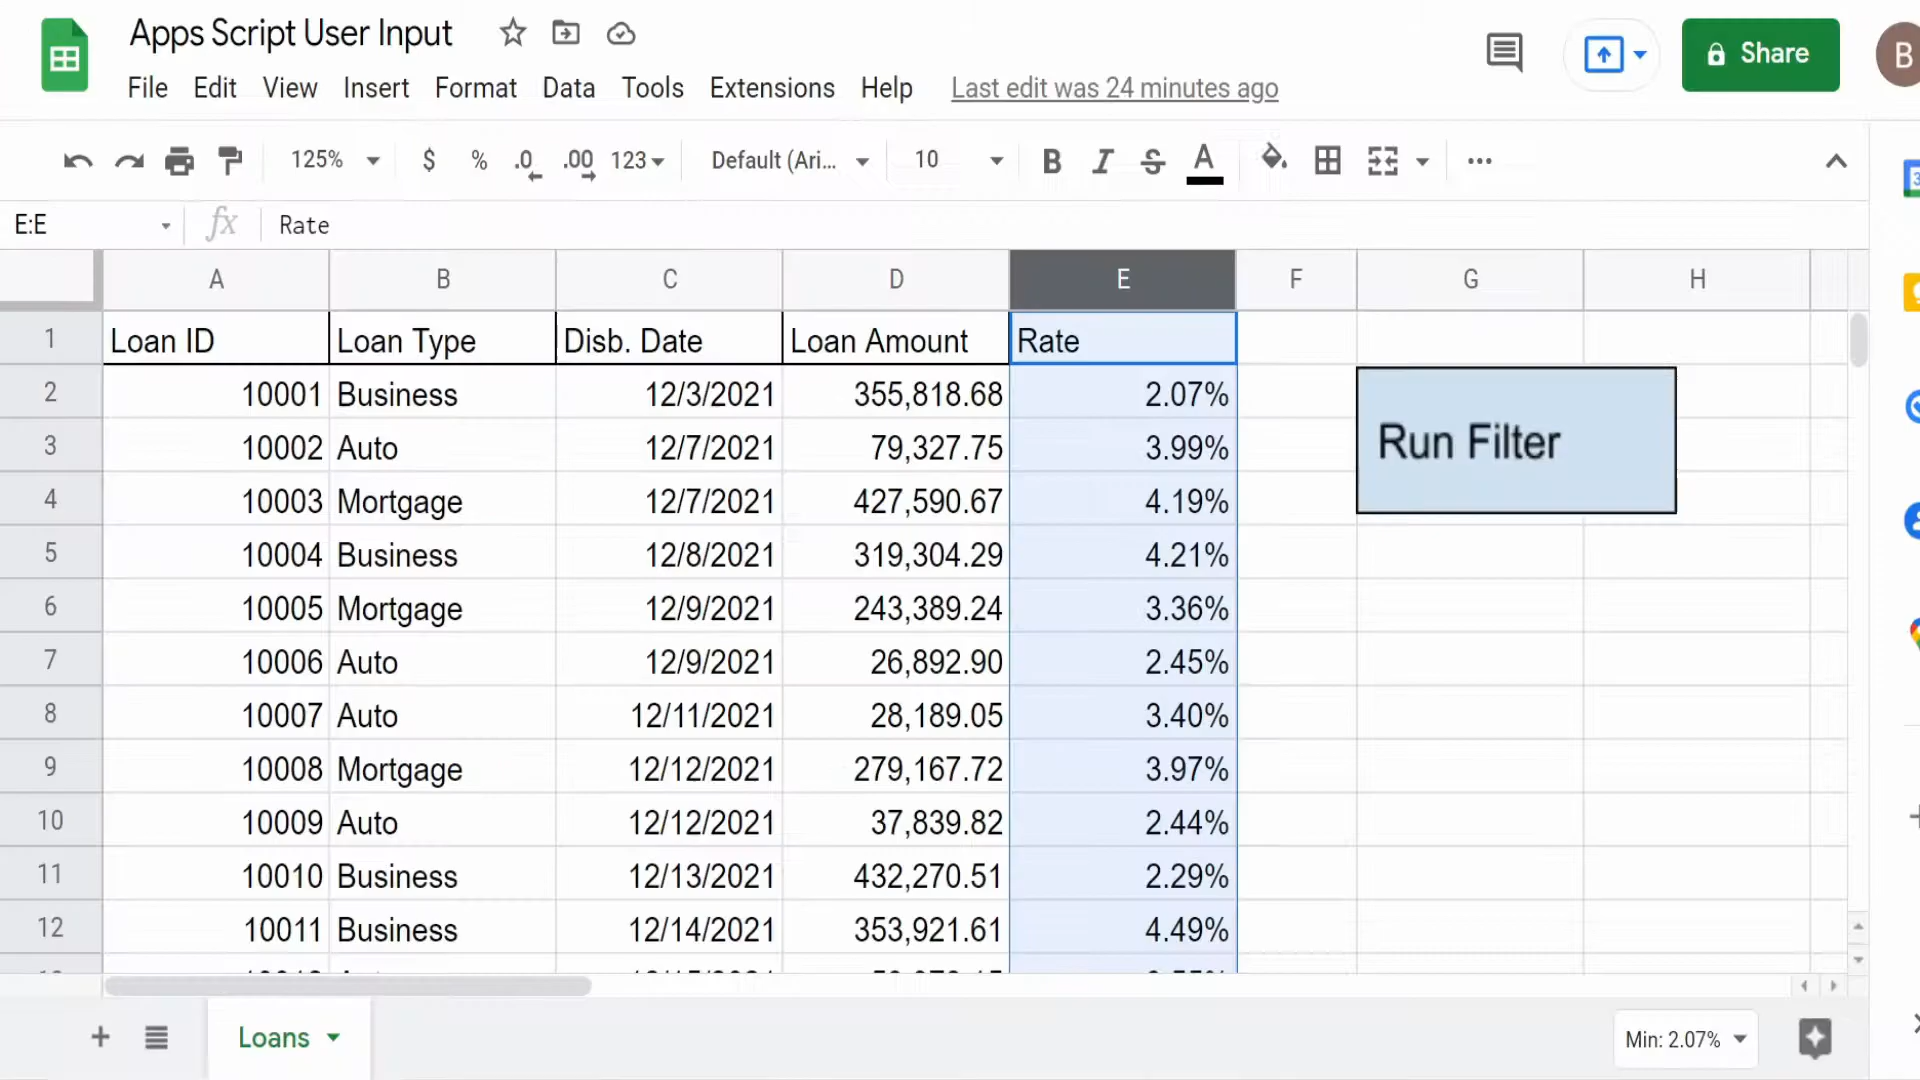 Apps Script User Input
Share
B
File Edit View Insert Format Data Tools Extensions Help Last edit was 24 minutes ago
125% $ % .0 .00 123 Default (Ari... 10 B I S A ...
E:E fx Rate
A B C D E F G H
1 Loan ID Loan Type Disb. Date Loan Amount Rate
2 10001 Business 12/3/2021 355,818.68 2.07%
3 10002 Auto 12/7/2021 79,327.75 3.99%
Run Filter
4 10003 Mortgage 12/7/2021 427,590.67 4.19%
5 10004 Business 12/8/2021 319,304.29 4.21%
6 10005 Mortgage 12/9/2021 243,389.24 3.36%
7 10006 Auto 12/9/2021 26,892.90 2.45%
8 10007 Auto 12/11/2021 28,189.05 3.40%
9 10008 Mortgage 12/12/2021 279,167.72 3.97%
10 10009 Auto 12/12/2021 37,839.82 2.44%
11 10010 Business 12/13/2021 432,270.51 2.29%
12 10011 Business 12/14/2021 353,921.61 4.49%
Loans
Min: 2.07%